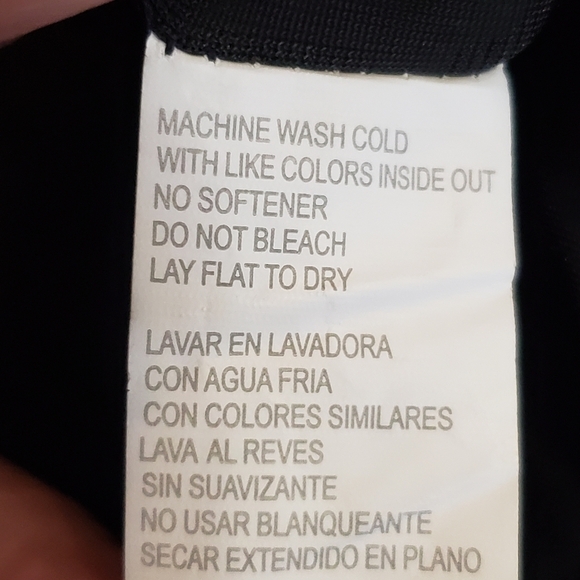 MACHINE WASH COLD
WITH LIKE COLORS INSIDE OUT
NO SOFTENER
DO NOT BLEACH
LAY FLAT TO DRY
LAVAR EN LAVADORA
CON AGUA FRIA
CON COLORES SIMILARES
LAVA AL REVES
SIN SUAVIZANTE
NO USAR BLANQUEANTE
SECAR EXTENDIDO EN PLANO